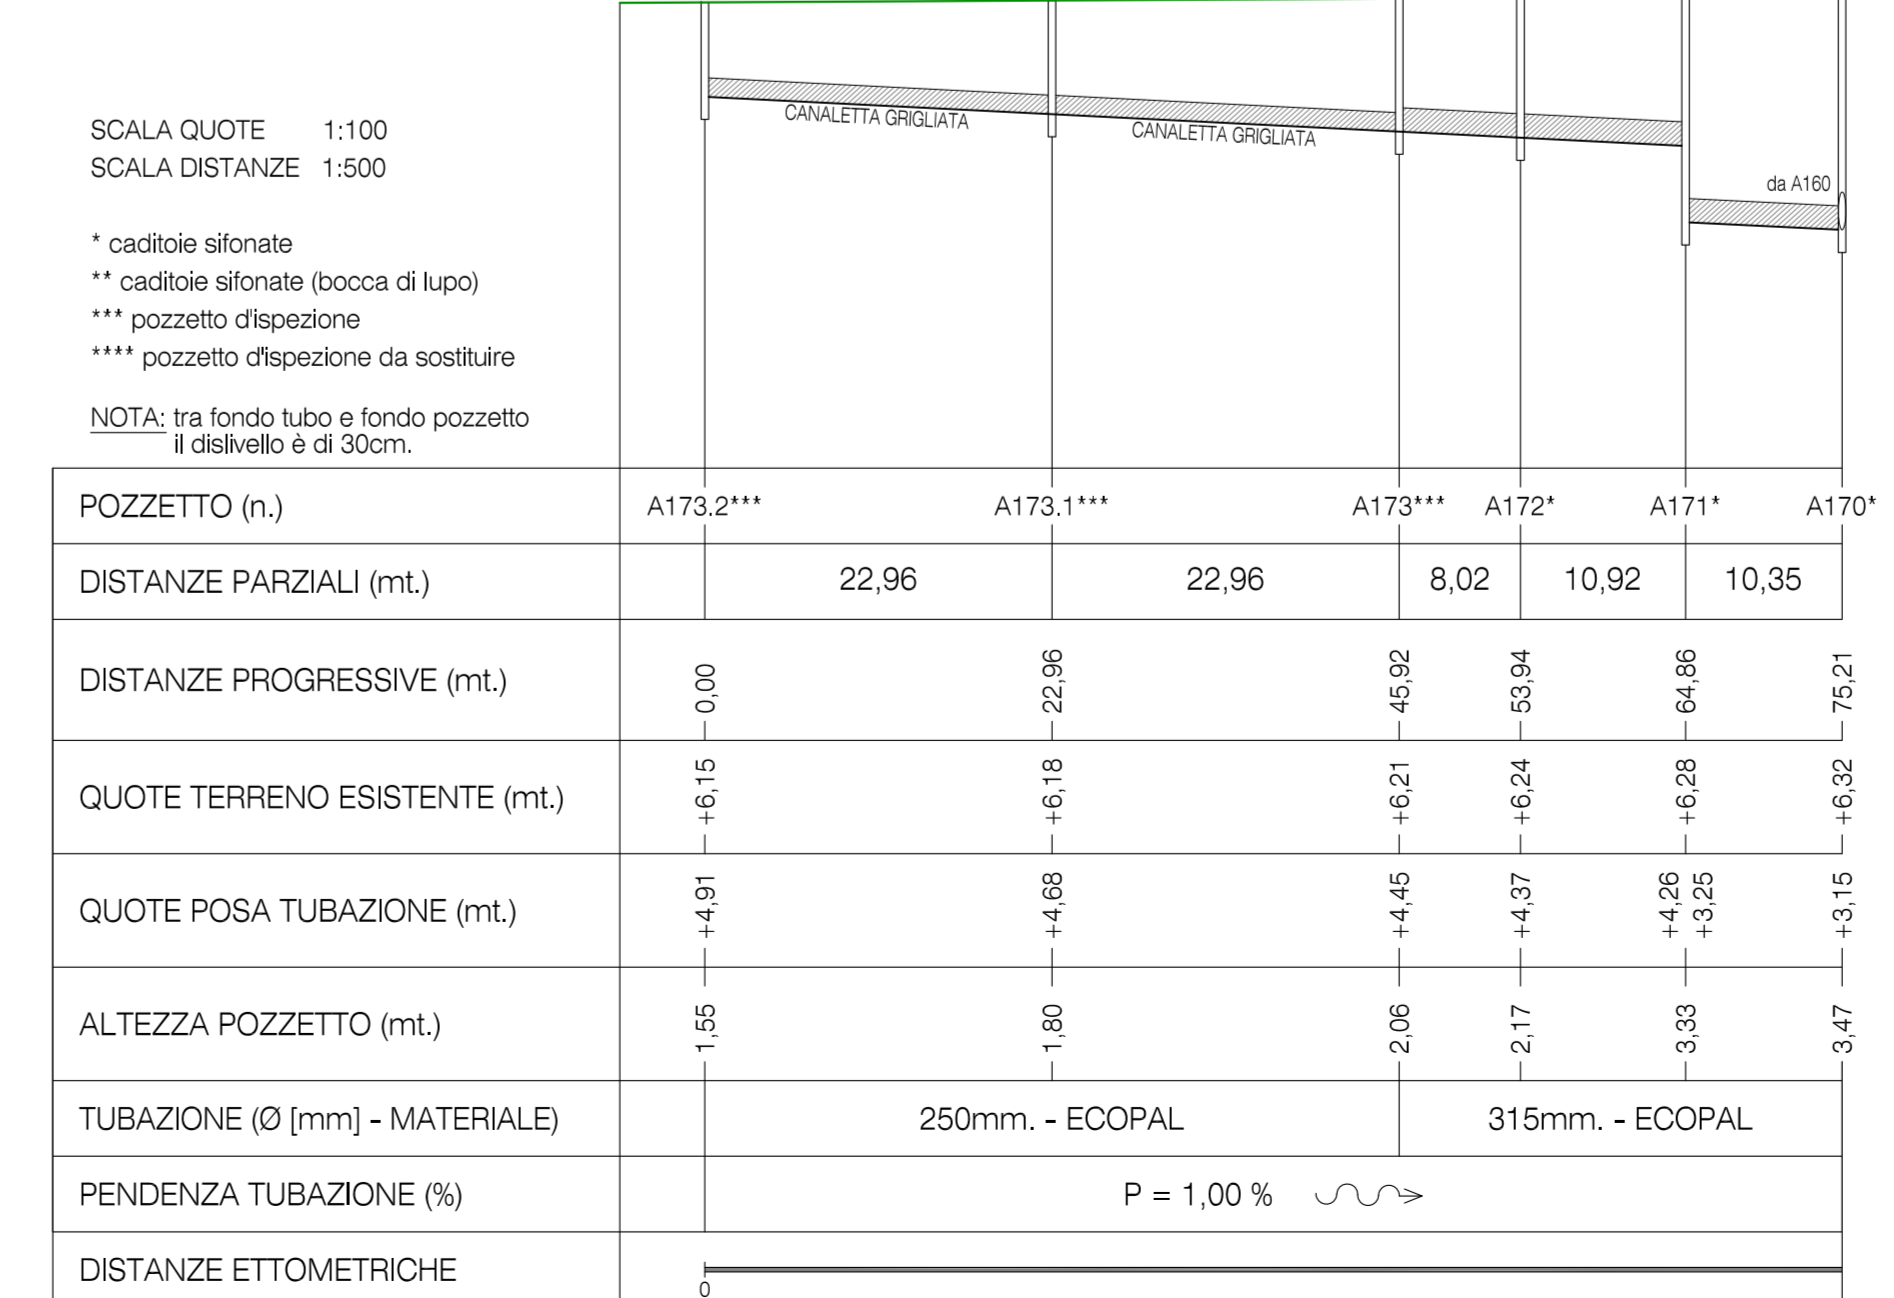 CANALETTA GRIGLIATA
CANALETTA GRIGLIATA
da A160
SCALA QUOTE 1:100
SCALA DISTANZE 1:500
* caditoie sifonate
** caditoie sifonate (bocca di lupo)
*** pozzetto d'ispezione
**** pozzetto d'ispezione da sostituire
NOTA: tra fondo tubo e fondo pozzetto
il dislivello è di 30cm.
POZZETTO (n.) A173.2*** A173.1*** A173*** A172* A171* A170*
DISTANZE PARZIALI (mt.) 22,96 22,96 8,02 10,92 10,35
DISTANZE PROGRESSIVE (mt.) 0,00 22,96 45,92 53,94 64,86 75,21
QUOTE TERRENO ESISTENTE (mt.) +6,15 +6,18 +6,21 +6,24 +6,28 +6,32
QUOTE POSA TUBAZIONE (mt.) +4,91 +4,68 +4,45 +4,37 +4,26 +3,25 +3,15
ALTEZZA POZZETTO (mt.) 1,55 1,80 2,06 2,17 3,33 3,47
TUBAZIONE (Ø [mm] - MATERIALE) 250mm. - ECOPAL 315mm. - ECOPAL
PENDENZA TUBAZIONE (%) P = 1,00 %
DISTANZE ETTOMETRICHE
0